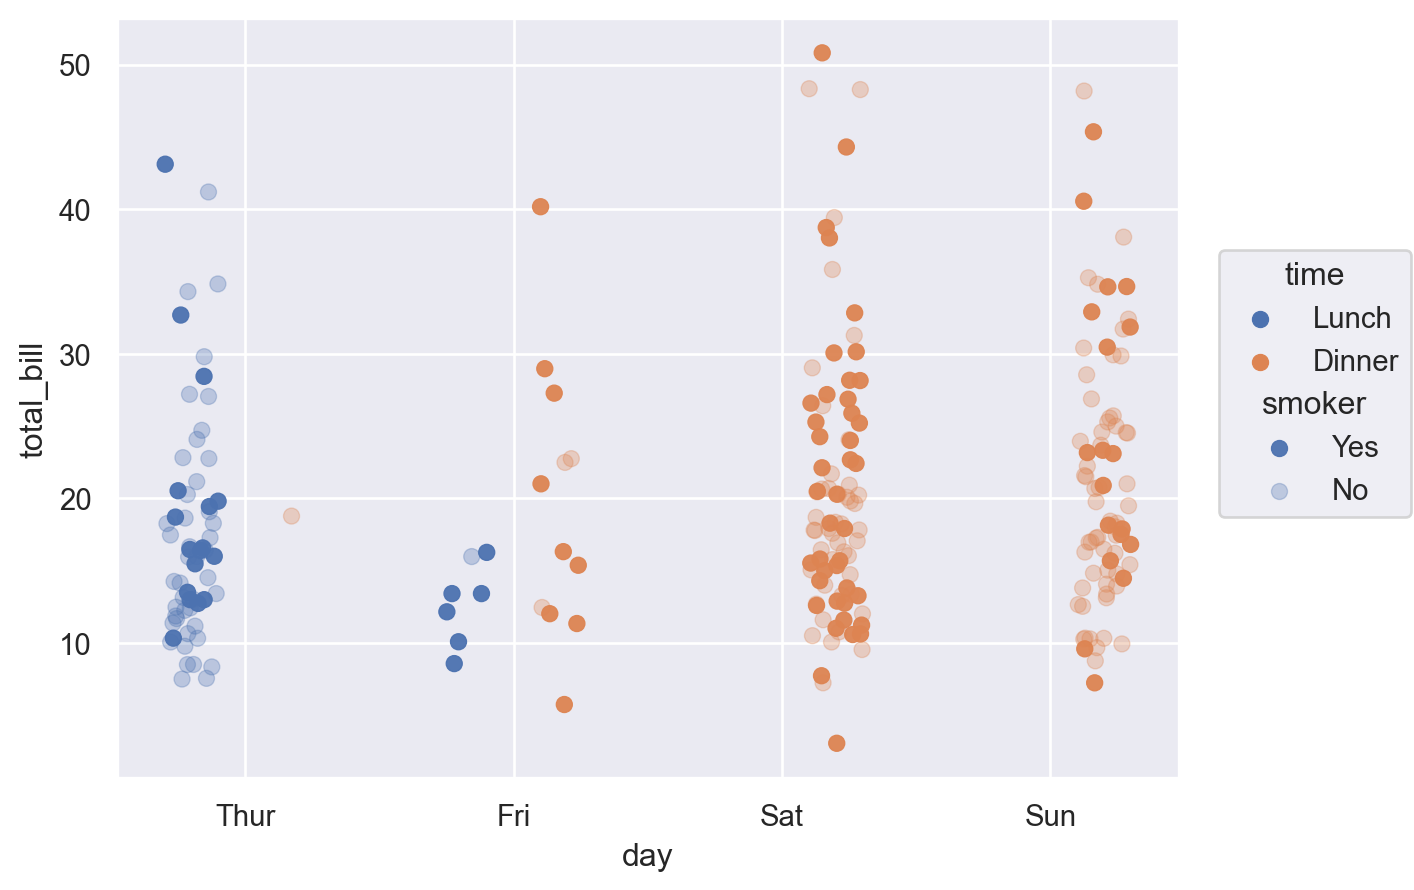 50
40
30
20
10
total_bill
Thur Fri Sat Sun
day
time
Lunch
Dinner
smoker
Yes
No